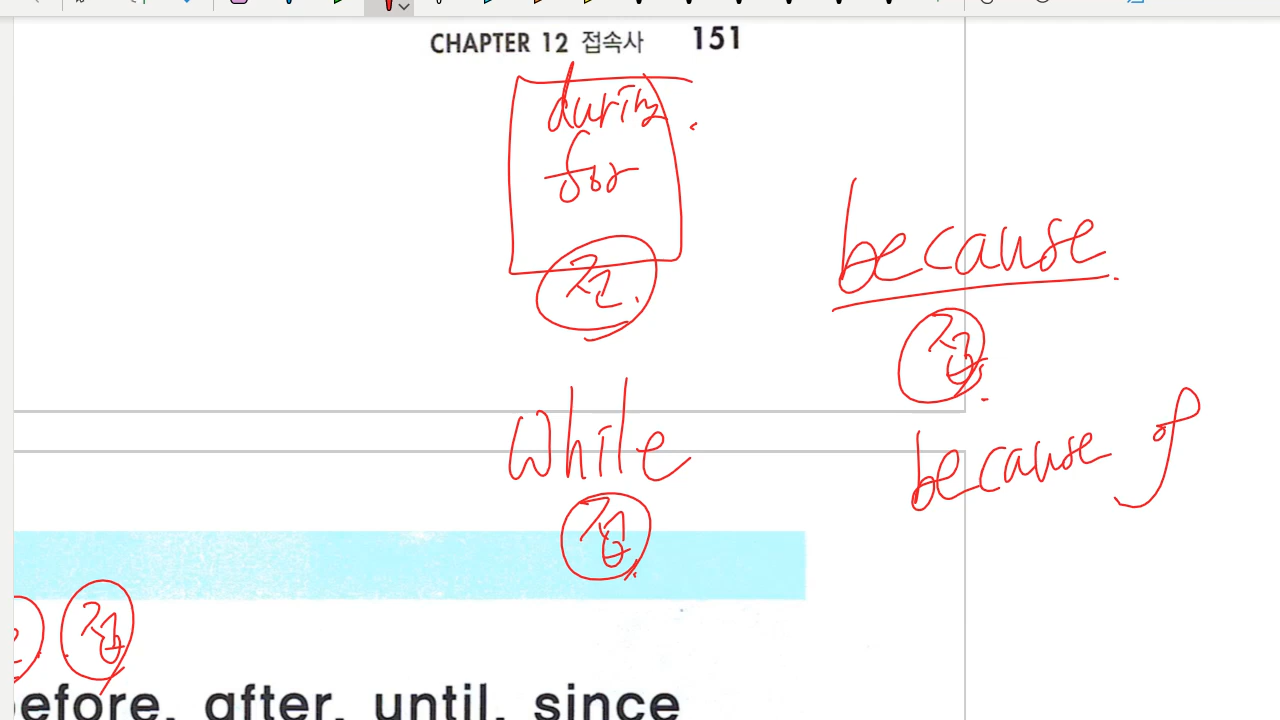 CHAPTER 12 접속사 151
during
for
전
because
접
while
접
because of
접
before, after, until, since